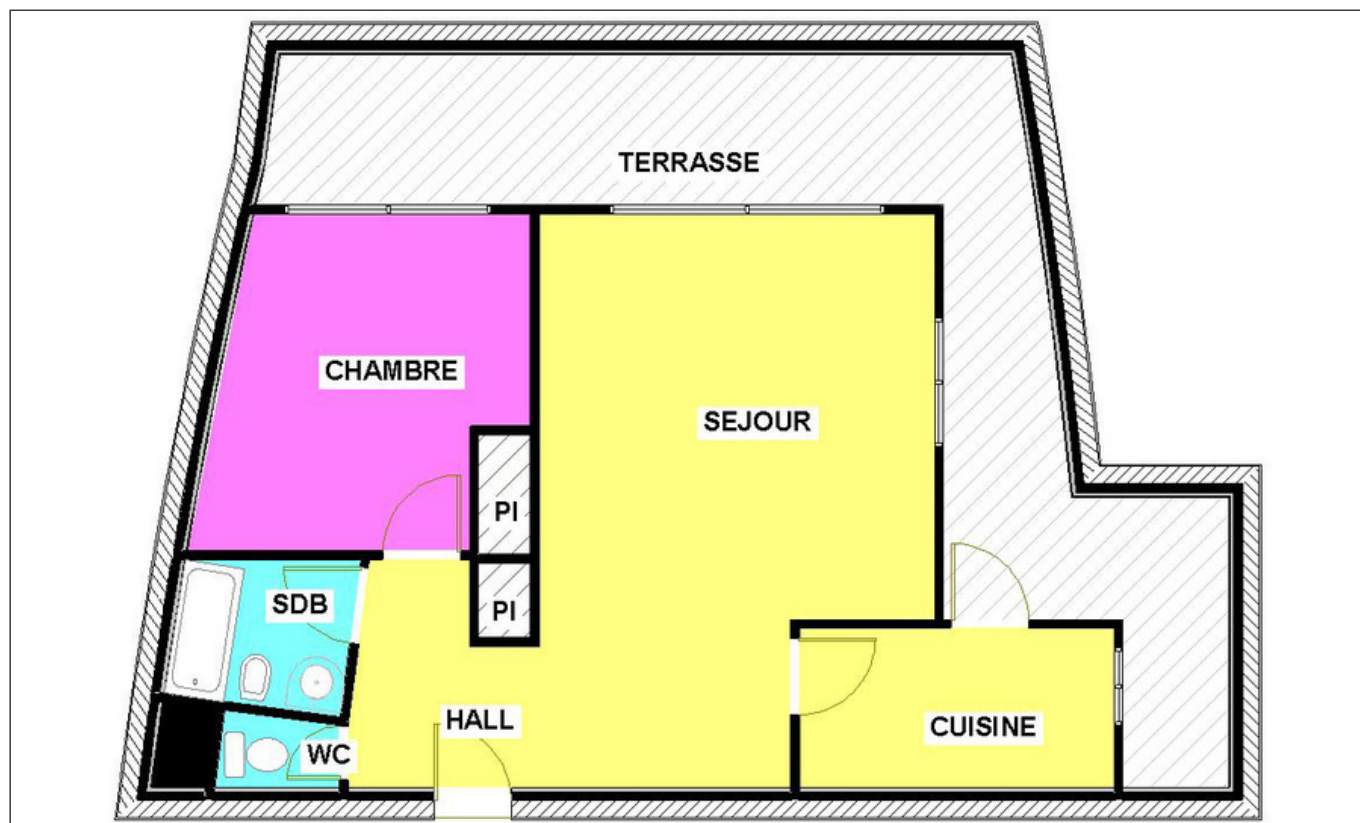 TERRASSE
CHAMBRE
SEJOUR
PI
SDB
PI
HALL
CUISINE
WC